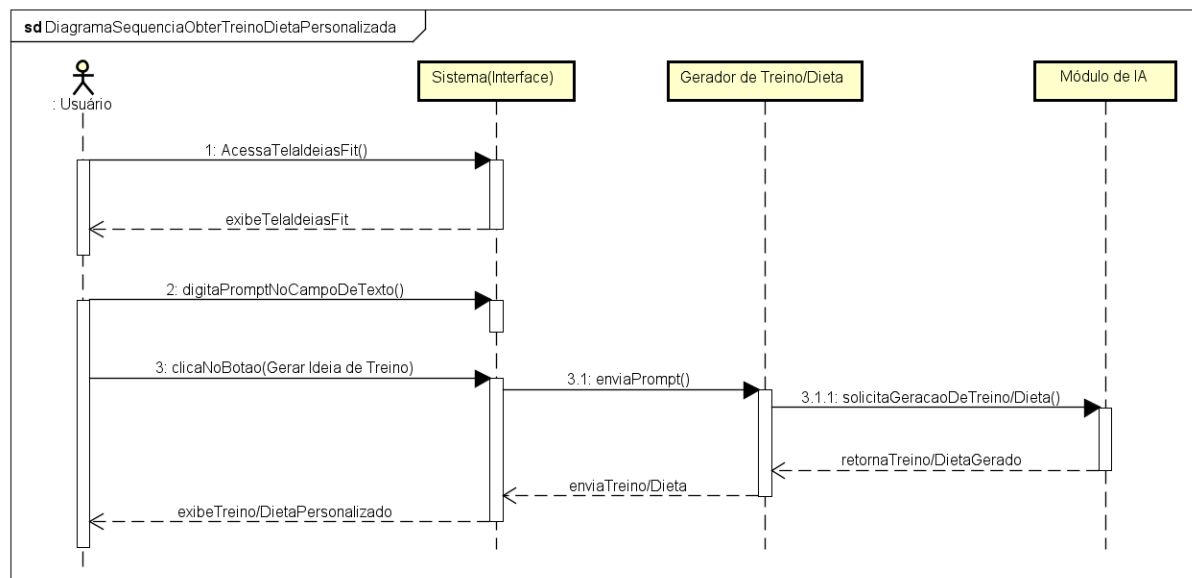 sd DiagramaSequenciaObterTreinoDietaPersonalizada
: Usuário
Sistema(Interface)
Gerador de Treino/Dieta
Módulo de IA
1: AcessaTelaIdeiasFit()
exibeTelaIdeiasFit
2: digitaPromptNoCampoDeTexto()
3: clicaNoBotao(Gerar Ideia de Treino)
3.1: enviaPrompt()
3.1.1: solicitaGeracaoDeTreino/Dieta()
retornaTreino/DietaGerado
enviaTreino/Dieta
exibeTreino/DietaPersonalizado